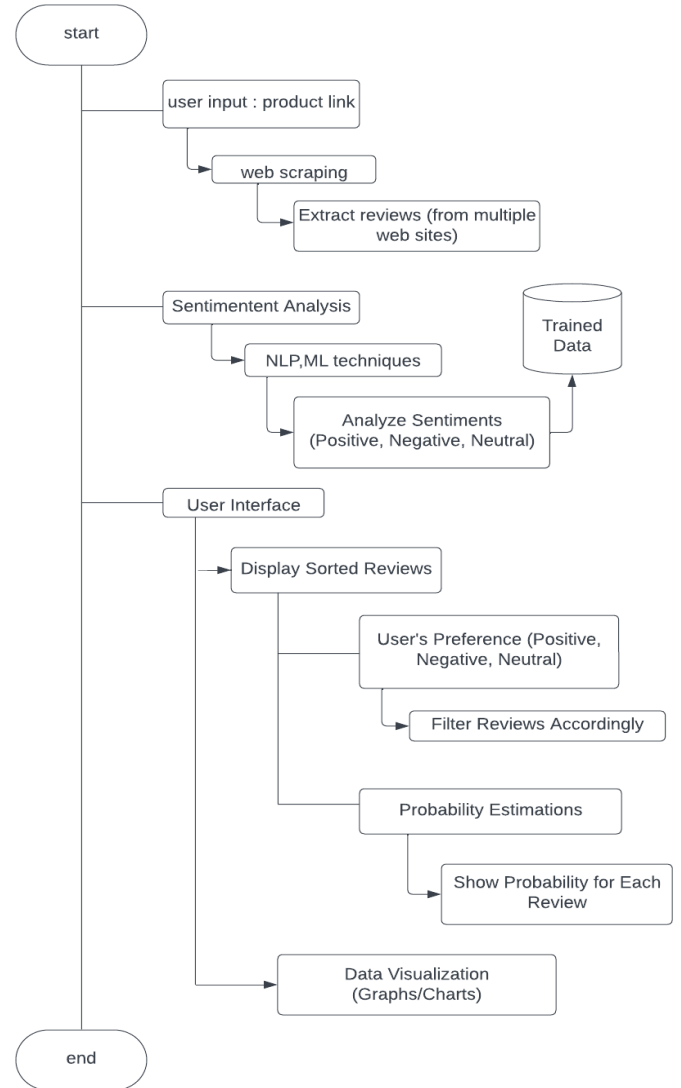 start
user input : product link
web scraping
Extract reviews (from multiple
web sites)
Sentimentent Analysis
Trained
Data
NLP,ML techniques
Analyze Sentiments
(Positive, Negative, Neutral)
User Interface
Display Sorted Reviews
User's Preference (Positive,
Negative, Neutral)
Filter Reviews Accordingly
Probability Estimations
Show Probability for Each
Review
Data Visualization
(Graphs/Charts)
end